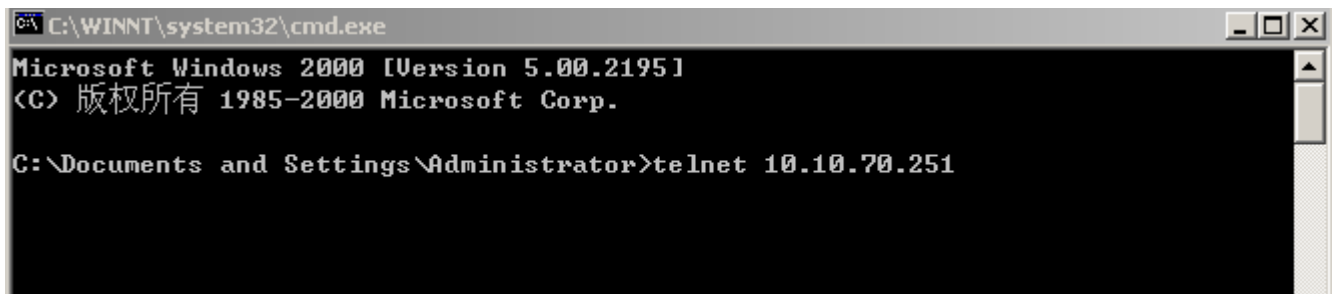 C:\WINNT\system32\cmd.exe
Microsoft Windows 2000 [Version 5.00.2195]
(C) 版权所有 1985-2000 Microsoft Corp.
C:\Documents and Settings\Administrator>telnet 10.10.70.251